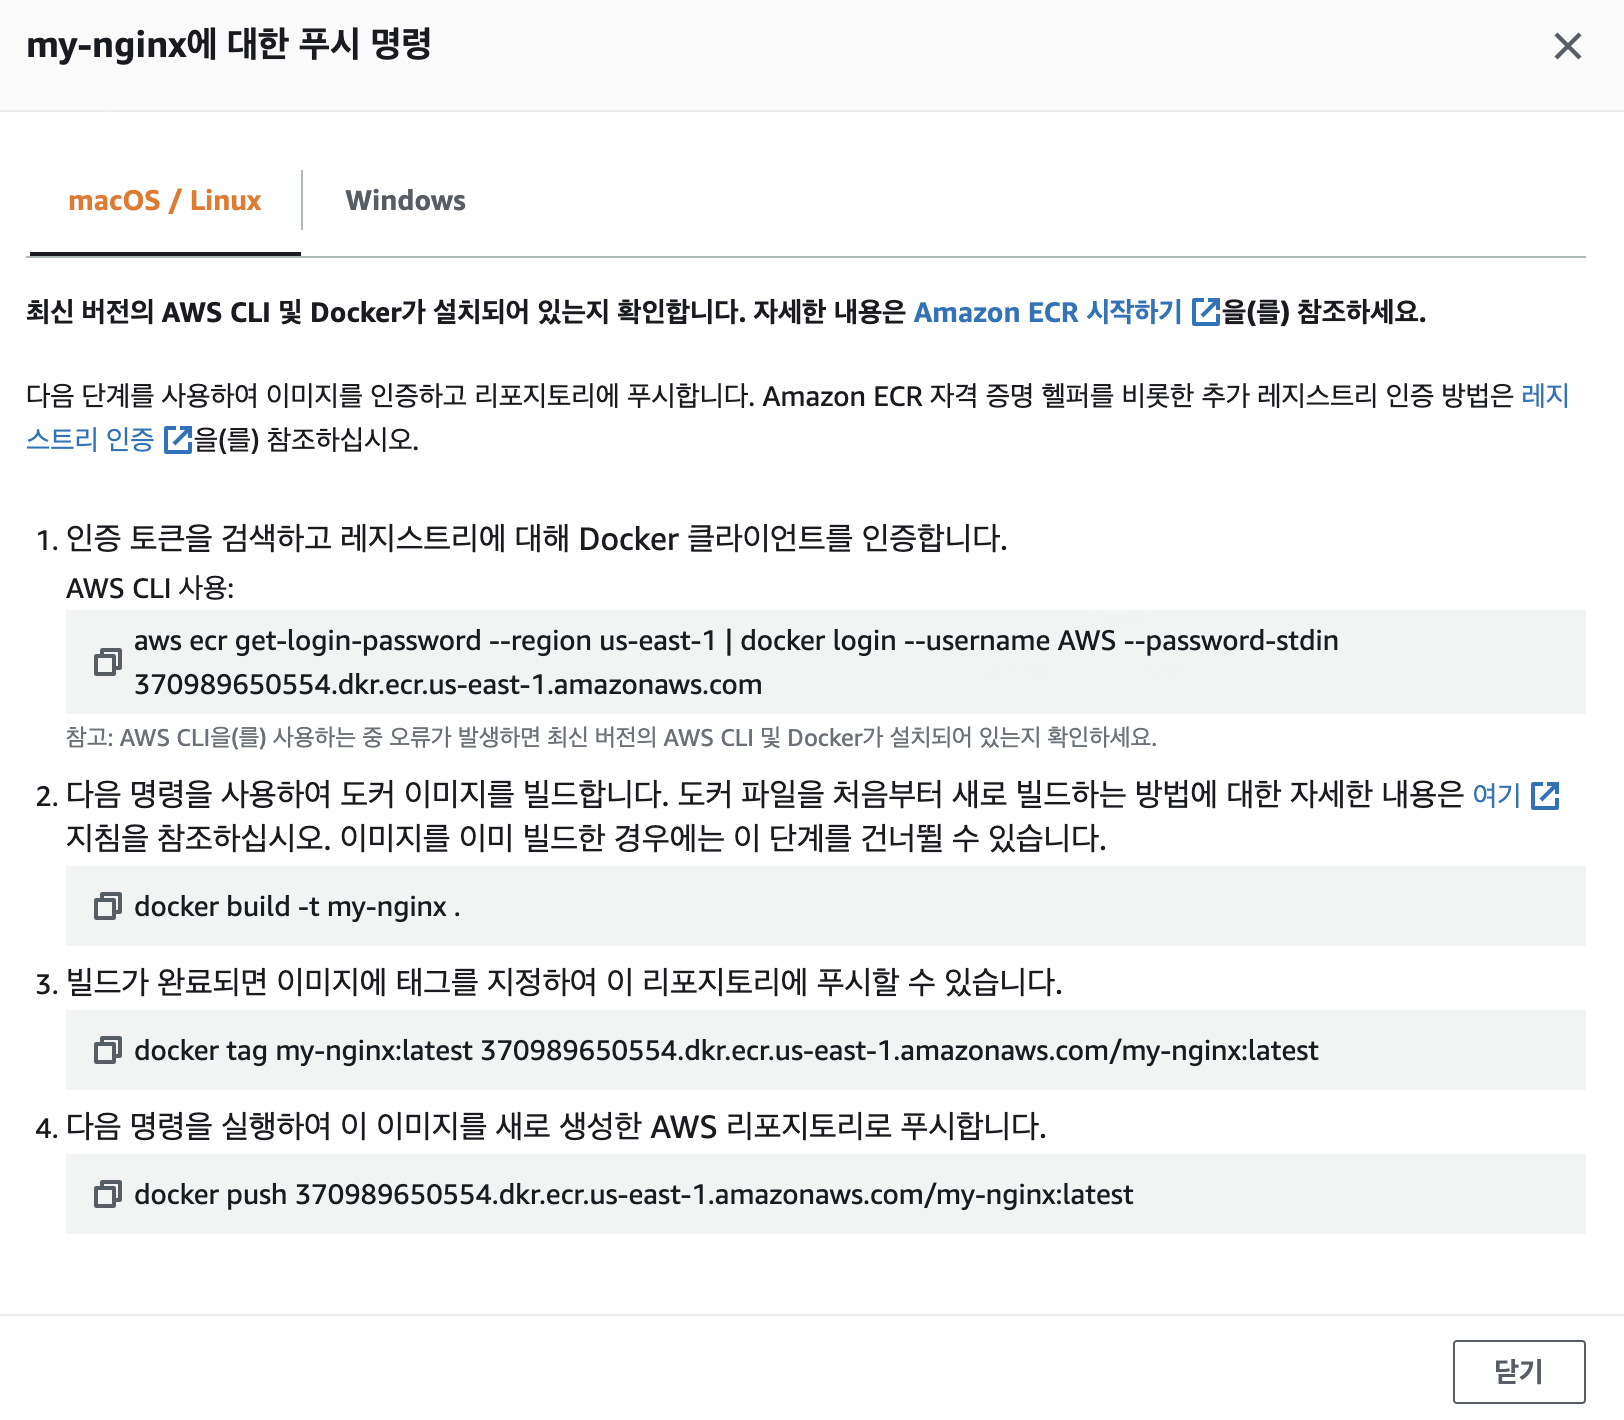 my-nginx에 대한 푸시 명령
macOS / Linux
Windows
최신 버전의 AWS CLI 및 Docker가 설치되어 있는지 확인합니다. 자세한 내용은 Amazon ECR 시작하기 을(를) 참조하세요.
다음 단계를 사용하여 이미지를 인증하고 리포지토리에 푸시합니다. Amazon ECR 자격 증명 헬퍼를 비롯한 추가 레지스트리 인증 방법은 레지
스트리 인증 을(를) 참조하십시오.
1. 인증 토큰을 검색하고 레지스트리에 대해 Docker 클라이언트를 인증합니다.
AWS CLI 사용:
aws ecr get-login-password --region us-east-1 | docker login --username AWS --password-stdin
370989650554.dkr.ecr.us-east-1.amazonaws.com
참고: AWS CLI을(를) 사용하는 중 오류가 발생하면 최신 버전의 AWS CLI 및 Docker가 설치되어 있는지 확인하세요.
2. 다음 명령을 사용하여 도커 이미지를 빌드합니다. 도커 파일을 처음부터 새로 빌드하는 방법에 대한 자세한 내용은 여기
지침을 참조하십시오. 이미지를 이미 빌드한 경우에는 이 단계를 건너뛸 수 있습니다.
docker build -t my-nginx .
3. 빌드가 완료되면 이미지에 태그를 지정하여 이 리포지토리에 푸시할 수 있습니다.
docker tag my-nginx:latest 370989650554.dkr.ecr.us-east-1.amazonaws.com/my-nginx:latest
4. 다음 명령을 실행하여 이 이미지를 새로 생성한 AWS 리포지토리로 푸시합니다.
docker push 370989650554.dkr.ecr.us-east-1.amazonaws.com/my-nginx:latest
닫기